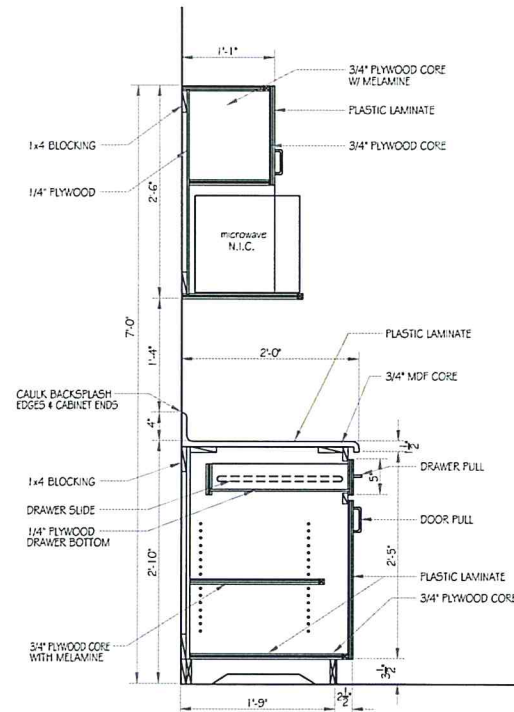 1'-1"
3/4" PLYWOOD CORE
W/ MELAMINE
PLASTIC LAMINATE
1x4 BLOCKING
3/4" PLYWOOD CORE
1/4" PLYWOOD
2'-6"
microwave
N.I.C.
7'-0"
1'-4"
2'-0"
PLASTIC LAMINATE
3/4" MDF CORE
CAULK BACKSPLASH
EDGES & CABINET ENDS
4"
1 1/2"
1x4 BLOCKING
DRAWER PULL
5"
DRAWER SLIDE
1/4" PLYWOOD
DRAWER BOTTOM
DOOR PULL
2'-10"
2'-5"
PLASTIC LAMINATE
3/4" PLYWOOD CORE
3/4" PLYWOOD CORE
WITH MELAMINE
3 1/2"
1'-9"
2 1/2"